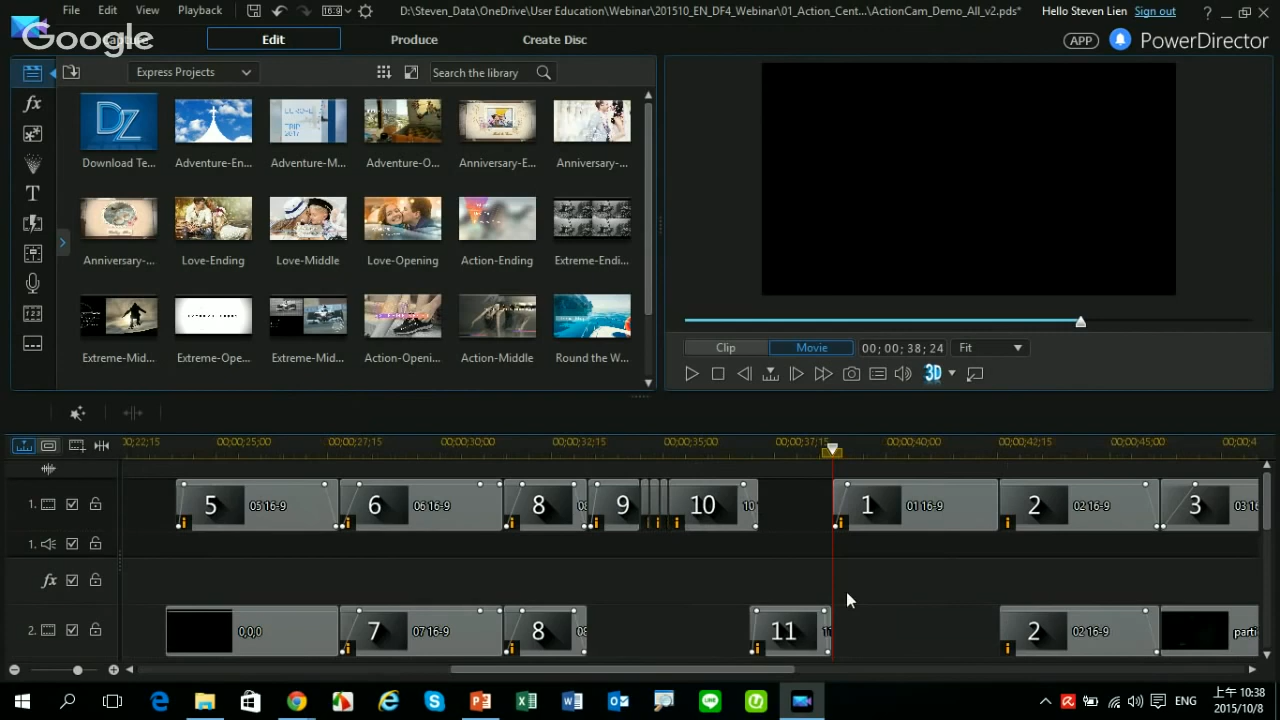 File Edit View Playback 16:9 D:\Steven_Data\OneDrive\User Education\Webinar\201510_EN_DF4_Webinar\01_Action_Cent...\ActionCam_Demo_All_v2.pds* Hello Steven Lien Sign out ?
Google
Capture Edit Produce Create Disc APP PowerDirector
Express Projects Search the library
fx
T
DZ
Download Te... Adventure-En... Adventure-M... Adventure-O... Anniversary-E... Anniversary-...
Anniversary-... Love-Ending Love-Middle Love-Opening Action-Ending Extreme-Endi...
Extreme-Mid... Extreme-Ope... Extreme-Mid... Action-Openi... Action-Middle Round the W...
Clip Movie 00; 00; 38; 24 Fit
3D
00;00;22;15 00;00;25;00 00;00;27;15 00;00;30;00 00;00;32;15 00;00;35;00 00;00;37;15 00;00;40;00 00;00;42;15 00;00;45;00 00;00;4
1. 5 05 16-9 6 06 16-9 8 08 9 10 10 1 01 16-9 2 02 16-9 3 03 16
1.
fx
2. 0,0,0 7 07 16-9 8 08 11 11 2 02 16-9 parti
ENG 上午 10:38
2015/10/8